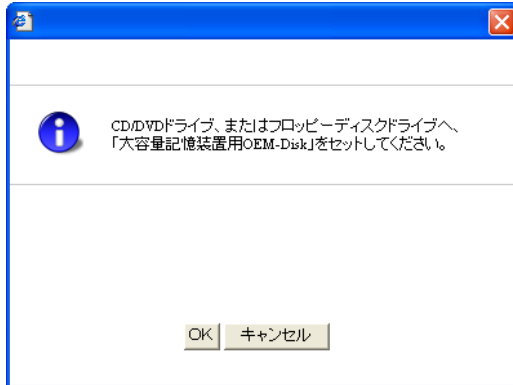 CD/DVDドライブ、またはフロッピーディスクドライブへ、
「大容量記憶装置用OEM-Disk」をセットしてください。
OK
キャンセル